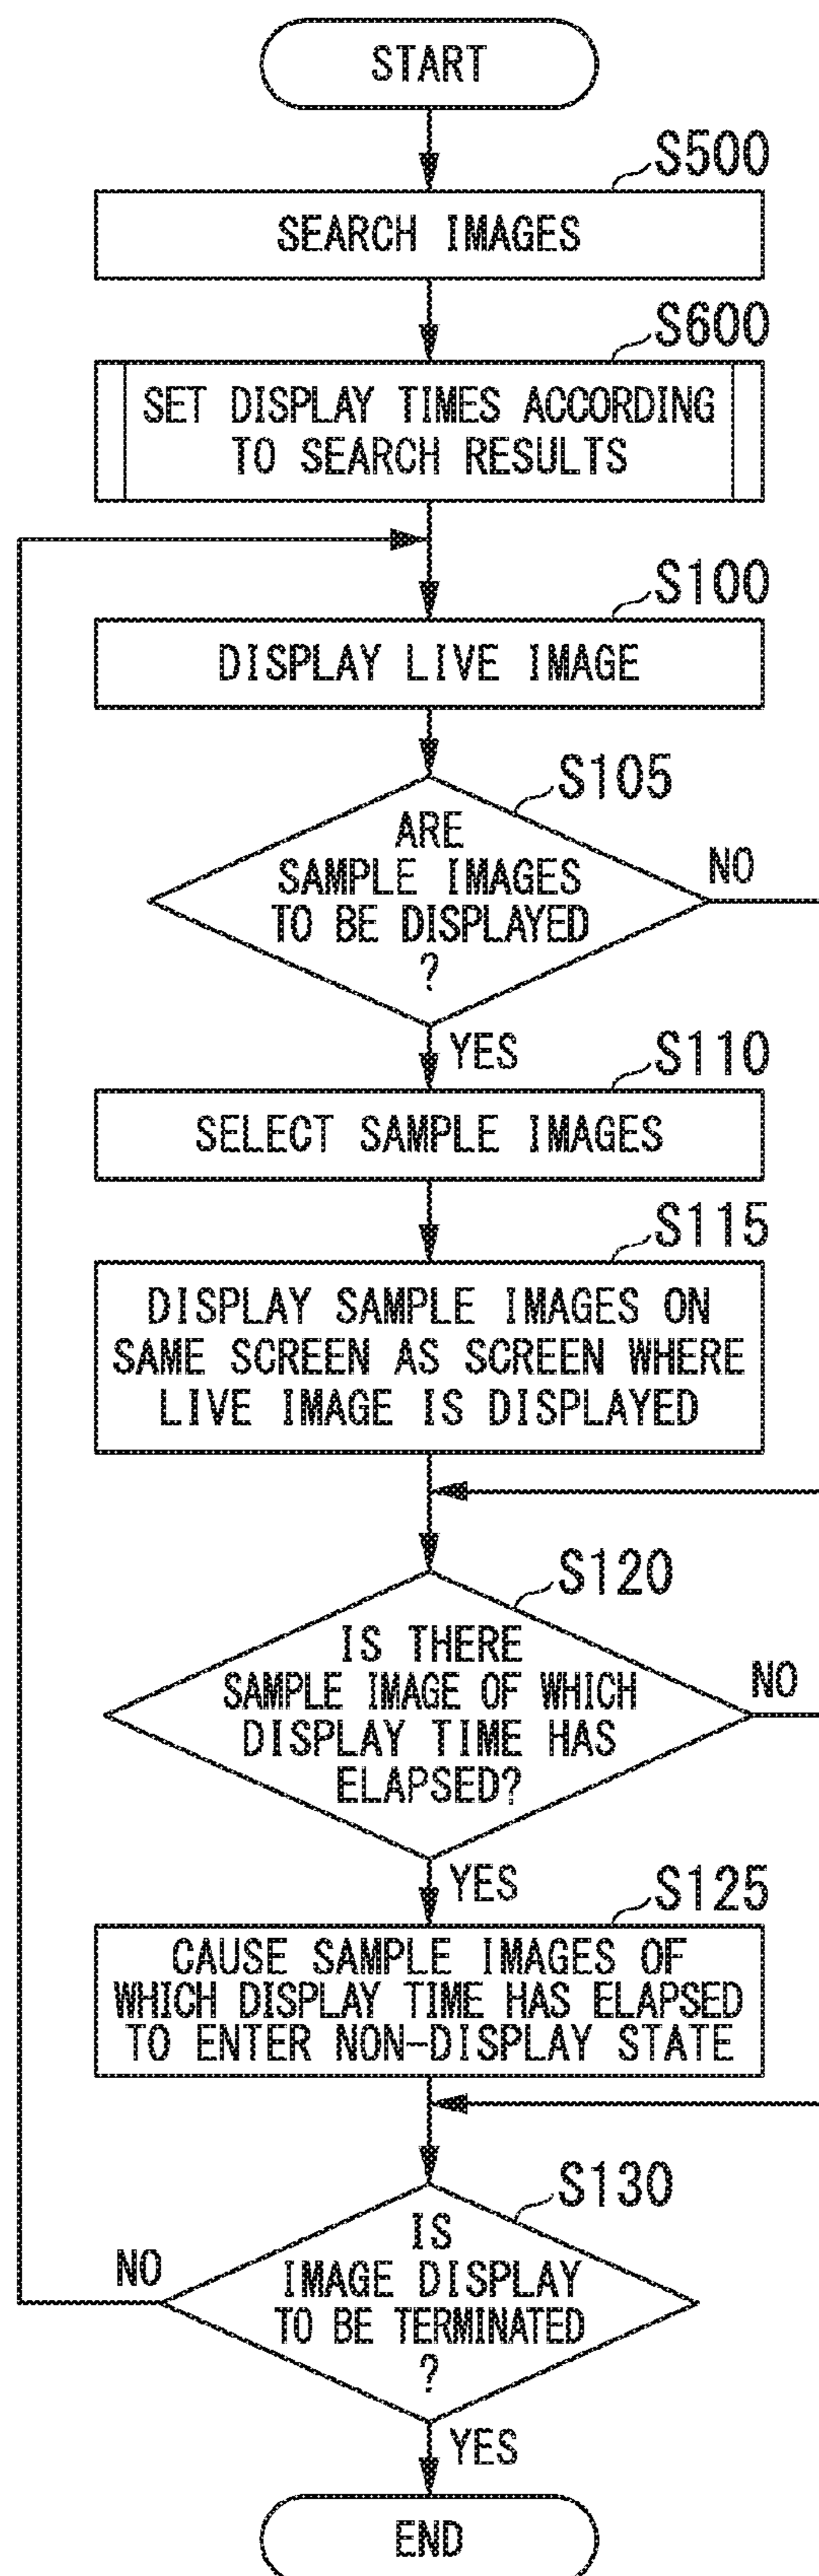 START
S500
SEARCH IMAGES
S600
SET DISPLAY TIMES ACCORDING
TO SEARCH RESULTS
S100
DISPLAY LIVE IMAGE
S105
ARE
SAMPLE IMAGES
TO BE DISPLAYED
?
NO
YES
S110
SELECT SAMPLE IMAGES
S115
DISPLAY SAMPLE IMAGES ON
SAME SCREEN AS SCREEN WHERE
LIVE IMAGE IS DISPLAYED
S120
IS THERE
SAMPLE IMAGE OF WHICH
DISPLAY TIME HAS
ELAPSED?
NO
YES
S125
CAUSE SAMPLE IMAGES OF
WHICH DISPLAY TIME HAS ELAPSED
TO ENTER NON-DISPLAY STATE
S130
IS
IMAGE DISPLAY
TO BE TERMINATED
?
NO
YES
END